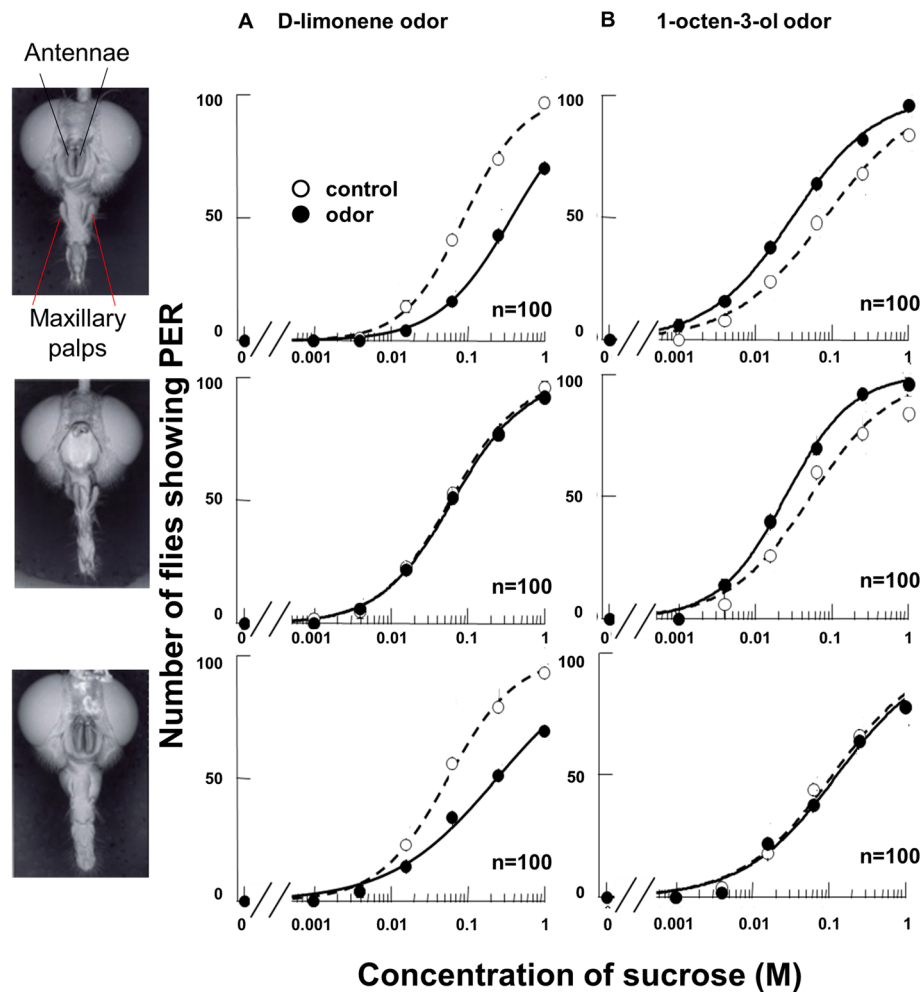 A D-limonene odor
B 1-octen-3-ol odor
Antennae
Maxillary
palps
Number of flies showing PER
100
50
0
control
odor
n=100
0 0.001 0.01 0.1 1
100
50
0
n=100
0 0.001 0.01 0.1 1
100
50
0
n=100
0 0.001 0.01 0.1 1
100
50
0
n=100
0 0.001 0.01 0.1 1
100
50
0
n=100
0 0.001 0.01 0.1 1
100
50
0
n=100
0 0.001 0.01 0.1 1
Concentration of sucrose (M)